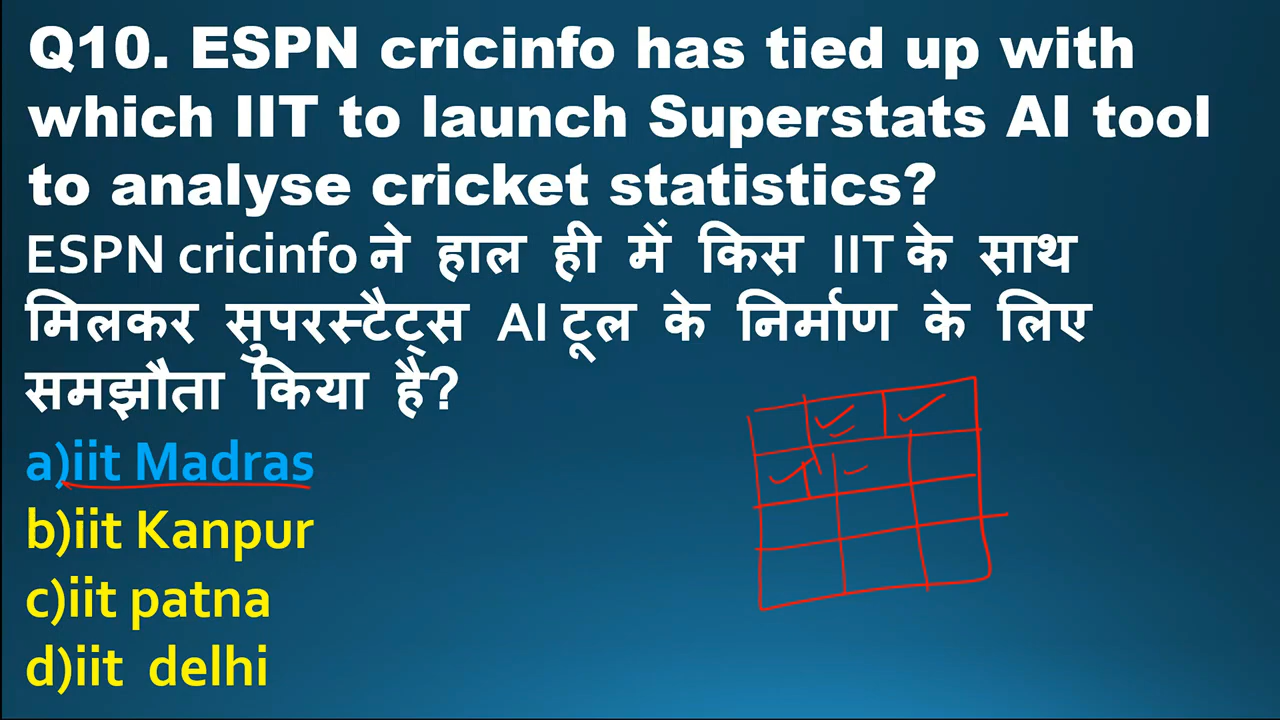 Q10. ESPN cricinfo has tied up with
which IIT to launch Superstats AI tool
to analyse cricket statistics?
ESPN cricinfo ने हाल ही में किस IIT के साथ
मिलकर सुपरस्टैट्स AI टूल के निर्माण के लिए
समझौता किया है?
a)iit Madras
b)iit Kanpur
c)iit patna
d)iit delhi